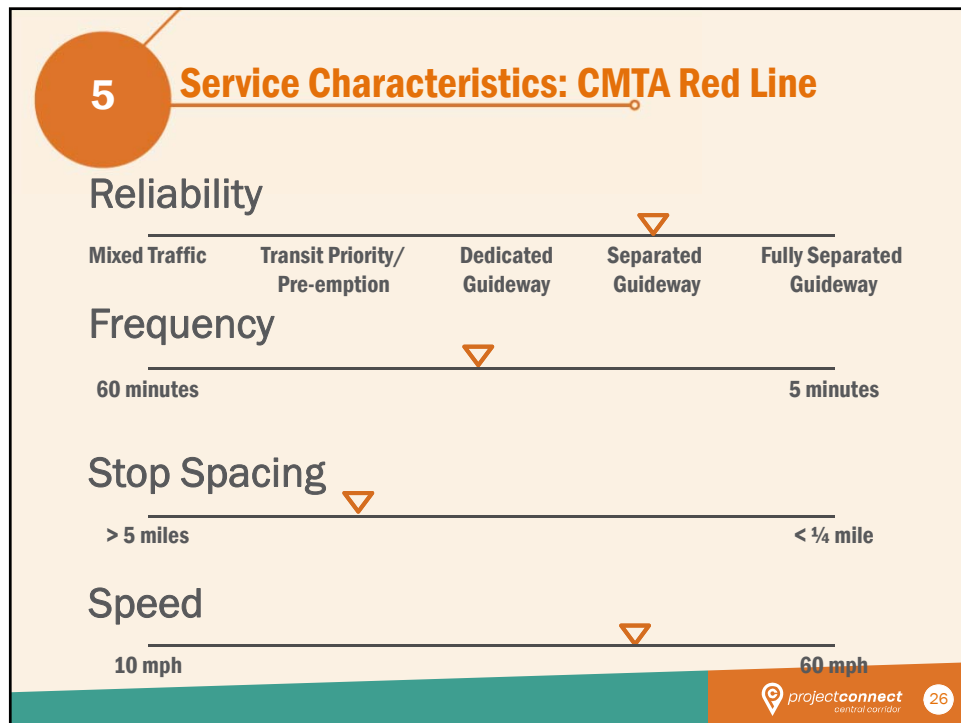 5
Service Characteristics: CMTA Red Line
Reliability
Mixed Traffic
Transit Priority/
Pre-emption
Dedicated
Guideway
Separated
Guideway
Fully Separated
Guideway
Frequency
60 minutes
5 minutes
Stop Spacing
> 5 miles
< ¼ mile
Speed
10 mph
60 mph
projectconnect
central corridor
26